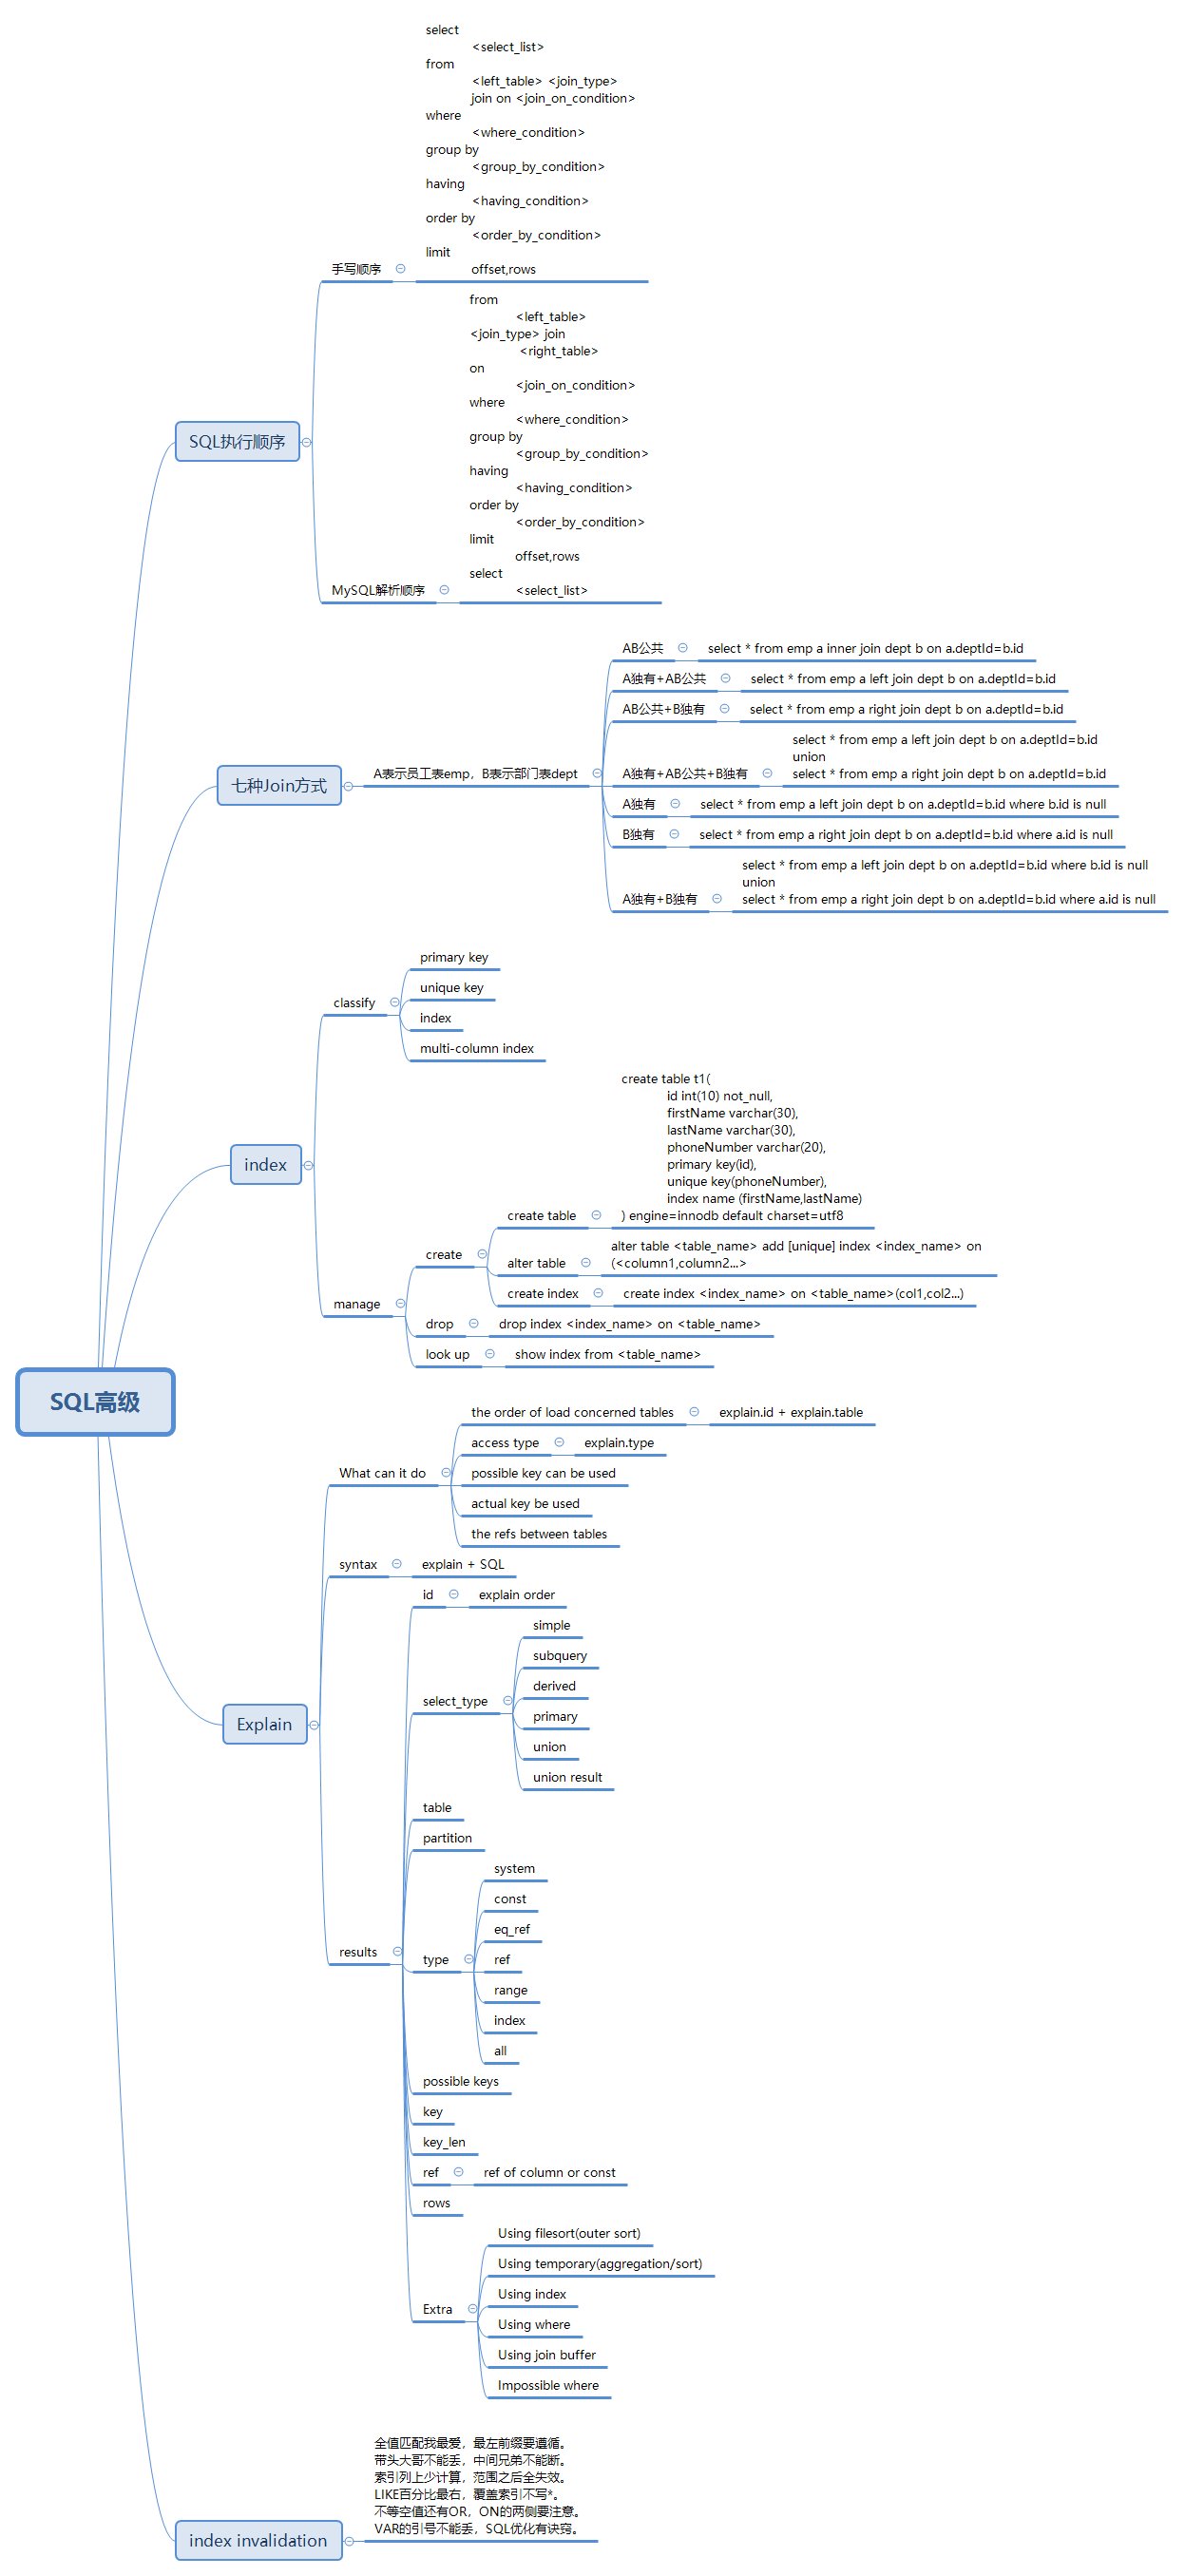 SQL高级
SQL执行顺序
手写顺序
select
<select_list>
from
<left_table> <join_type>
join on <join_on_condition>
where
<where_condition>
group by
<group_by_condition>
having
<having_condition>
order by
<order_by_condition>
limit
offset,rows
MySQL解析顺序
from
<left_table>
<join_type> join
<right_table>
on
<join_on_condition>
where
<where_condition>
group by
<group_by_condition>
having
<having_condition>
order by
<order_by_condition>
limit
offset,rows
select
<select_list>
七种Join方式
A表示员工表emp，B表示部门表dept
AB公共
select * from emp a inner join dept b on a.deptId=b.id
A独有+AB公共
select * from emp a left join dept b on a.deptId=b.id
AB公共+B独有
select * from emp a right join dept b on a.deptId=b.id
A独有+AB公共+B独有
select * from emp a left join dept b on a.deptId=b.id
union
select * from emp a right join dept b on a.deptId=b.id
A独有
select * from emp a left join dept b on a.deptId=b.id where b.id is null
B独有
select * from emp a right join dept b on a.deptId=b.id where a.id is null
A独有+B独有
select * from emp a left join dept b on a.deptId=b.id where b.id is null
union
select * from emp a right join dept b on a.deptId=b.id where a.id is null
index
classify
primary key
unique key
index
multi-column index
manage
create
create table
create table t1(
id int(10) not_null,
firstName varchar(30),
lastName varchar(30),
phoneNumber varchar(20),
primary key(id),
unique key(phoneNumber),
index name (firstName,lastName)
) engine=innodb default charset=utf8
alter table
alter table <table_name> add [unique] index <index_name> on
(<column1,column2...>
create index
create index <index_name> on <table_name>(col1,col2...)
drop
drop index <index_name> on <table_name>
look up
show index from <table_name>
Explain
What can it do
the order of load concerned tables
explain.id + explain.table
access type
explain.type
possible key can be used
actual key be used
the refs between tables
syntax
explain + SQL
results
id
explain order
select_type
simple
subquery
derived
primary
union
union result
table
partition
type
system
const
eq_ref
ref
range
index
all
possible keys
key
key_len
ref
ref of column or const
rows
Extra
Using filesort(outer sort)
Using temporary(aggregation/sort)
Using index
Using where
Using join buffer
Impossible where
index invalidation
全值匹配我最爱，最左前缀要遵循。
带头大哥不能丢，中间兄弟不能断。
索引列上少计算，范围之后全失效。
LIKE百分比最右，覆盖索引不写*。
不等空值还有OR，ON的两侧要注意。
VAR的引号不能丢，SQL优化有诀窍。